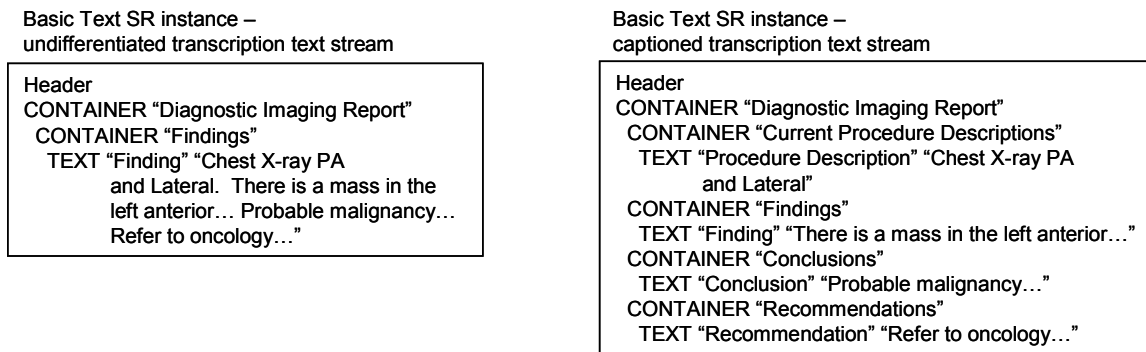 Basic Text SR instance –
undifferentiated transcription text stream
Header
CONTAINER “Diagnostic Imaging Report”
CONTAINER “Findings”
TEXT “Finding” “Chest X-ray PA
and Lateral. There is a mass in the
left anterior… Probable malignancy…
Refer to oncology…”
Basic Text SR instance –
captioned transcription text stream
Header
CONTAINER “Diagnostic Imaging Report”
CONTAINER “Current Procedure Descriptions”
TEXT “Procedure Description” “Chest X-ray PA
and Lateral”
CONTAINER “Findings”
TEXT “Finding” “There is a mass in the left anterior…”
CONTAINER “Conclusions”
TEXT “Conclusion” “Probable malignancy…”
CONTAINER “Recommendations”
TEXT “Recommendation” “Refer to oncology…”